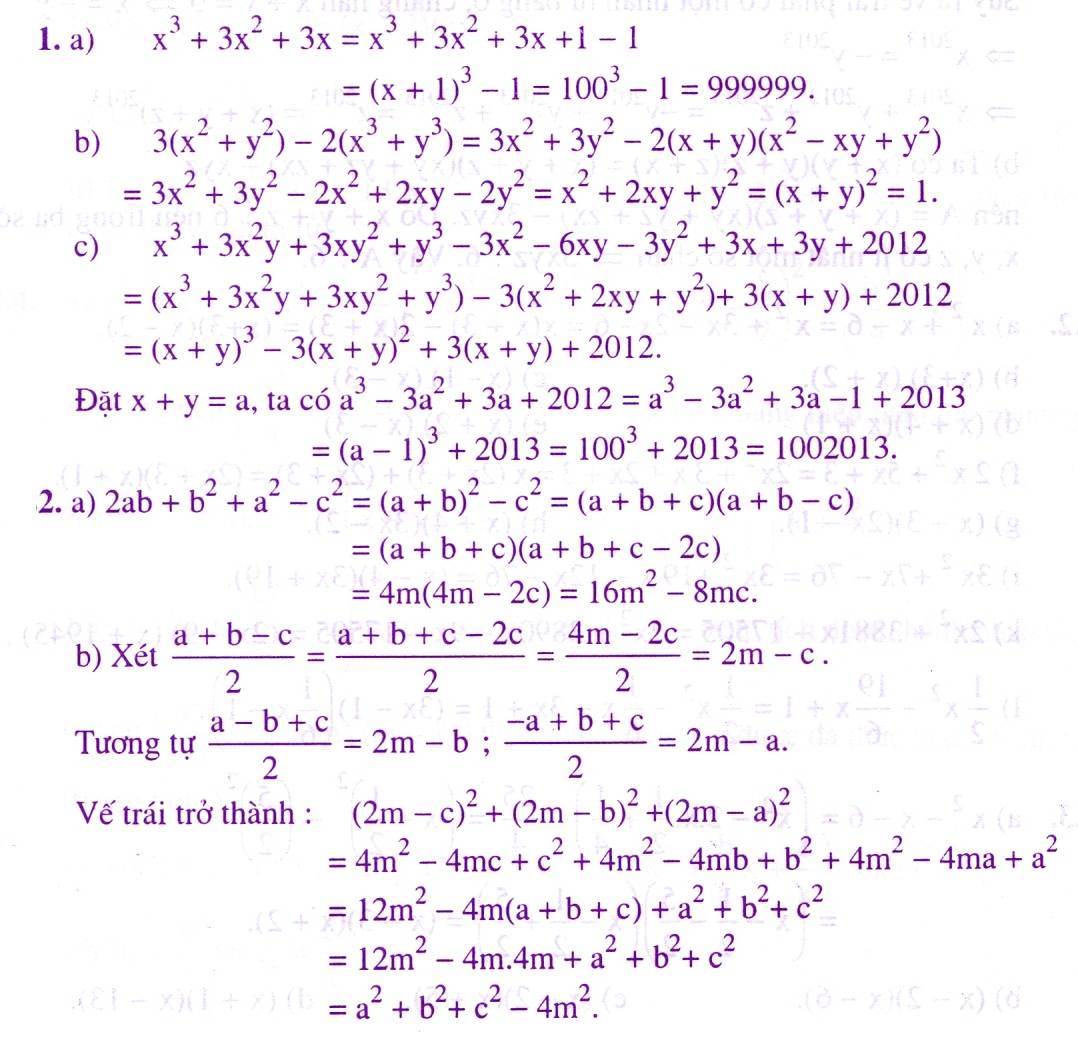 1. a) x³ + 3x² + 3x = x³ + 3x² + 3x +1 – 1
= (x + 1)³ – 1 = 100³ – 1 = 999999.
b) 3(x² + y²) – 2(x³ + y³) = 3x² + 3y² – 2(x + y)(x² – xy + y²)
= 3x² + 3y² – 2x² + 2xy – 2y² = x² + 2xy + y² = (x + y)² = 1.
c) x³ + 3x²y + 3xy² + y³ – 3x² – 6xy – 3y² + 3x + 3y + 2012
= (x³ + 3x²y + 3xy² + y³) – 3(x² + 2xy + y²)+ 3(x + y) + 2012
= (x + y)³ – 3(x + y)² + 3(x + y) + 2012.
Đặt x + y = a, ta có a³ – 3a² + 3a + 2012 = a³ – 3a² + 3a –1 + 2013
= (a – 1)³ + 2013 = 100³ + 2013 = 1002013.
2. a) 2ab + b² + a² – c² = (a + b)² – c² = (a + b + c)(a + b – c)
= (a + b + c)(a + b + c – 2c)
= 4m(4m – 2c) = 16m² – 8mc.
b) Xét (a + b – c)/2 = (a + b + c – 2c)/2 = (4m – 2c)/2 = 2m – c .
Tương tự (a – b + c)/2 = 2m – b ; (–a + b + c)/2 = 2m – a.
Vế trái trở thành : (2m – c)² + (2m – b)² +(2m – a)²
= 4m² – 4mc + c² + 4m² – 4mb + b² + 4m² – 4ma + a²
= 12m² – 4m(a + b + c) + a² + b²+ c²
= 12m² – 4m.4m + a² + b²+ c²
= a² + b²+ c² – 4m².